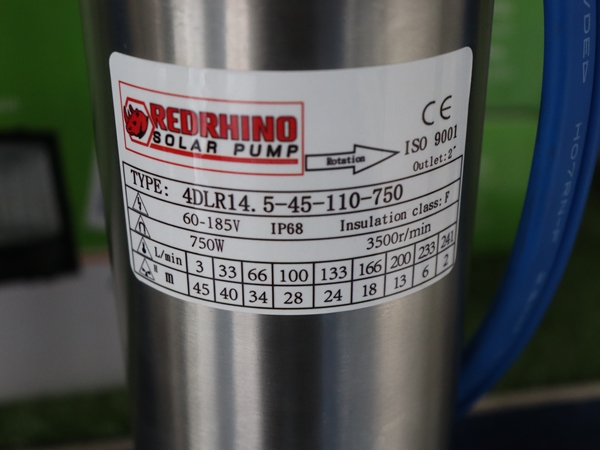 REDRHINO
SOLAR PUMP
Rotation
CE
ISO 9001
Outlet:2"
TYPE: 4DLR14.5-45-110-750
60-185V IP68 Insulation class:F
750W 3500r/min
L/min 3 33 66 100 133 166 200 233 241
m 45 40 34 28 24 18 13 6 2
H07RN-F